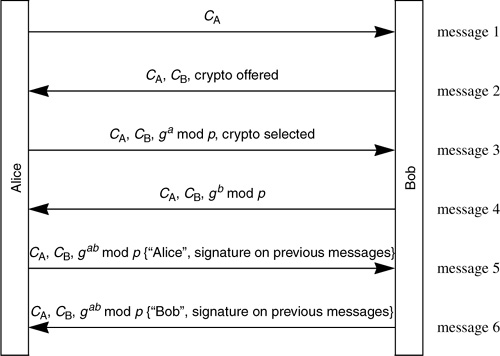 C_A
message 1
C_A, C_B, crypto offered
message 2
C_A, C_B, g^a mod p, crypto selected
message 3
Alice
Bob
C_A, C_B, g^b mod p
message 4
C_A, C_B, g^ab mod p {“Alice”, signature on previous messages}
message 5
C_A, C_B, g^ab mod p {“Bob”, signature on previous messages}
message 6